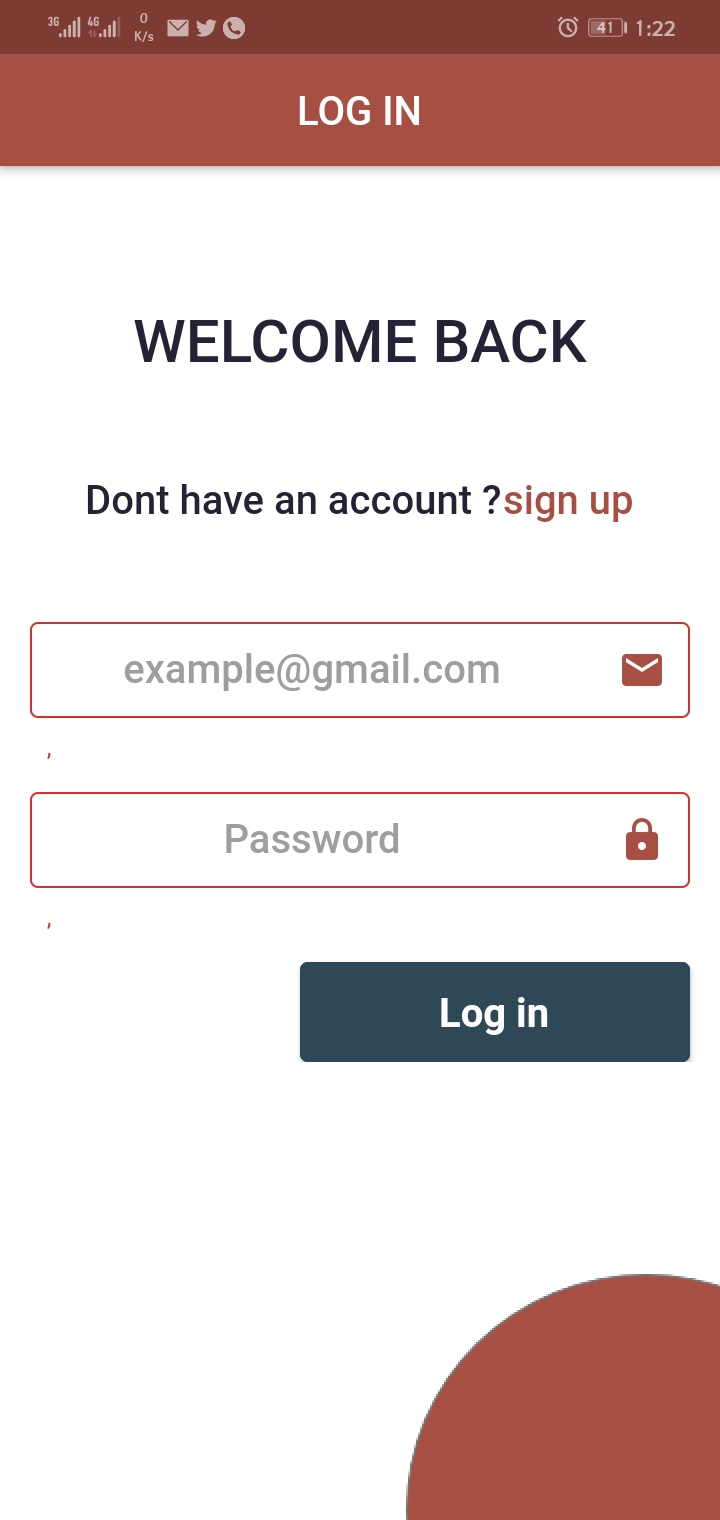 3G 4G 0 K/s 41 1:22
LOG IN
WELCOME BACK
Dont have an account ?sign up
example@gmail.com
,
Password
,
Log in